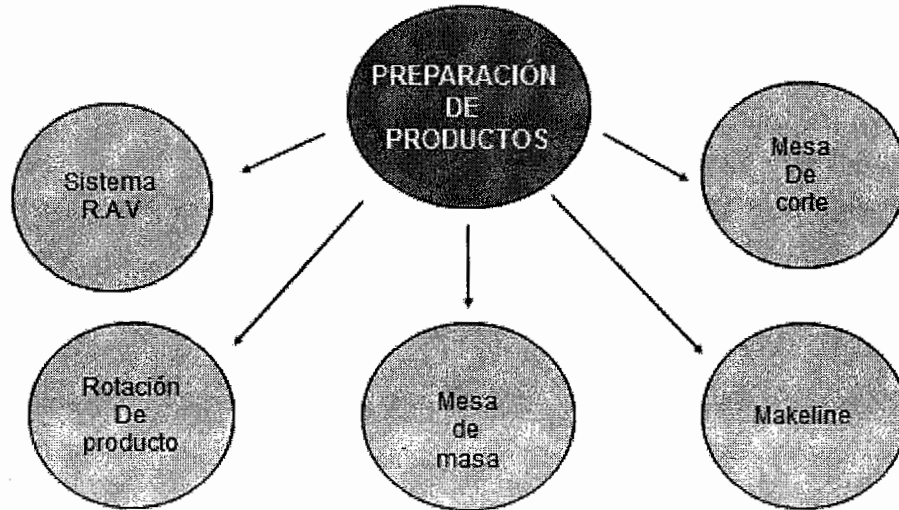 PREPARACIÓN
DE
PRODUCTOS
Sistema
R.A.V
Mesa
De
corte
Rotación
De
producto
Mesa
de
masa
Makeline